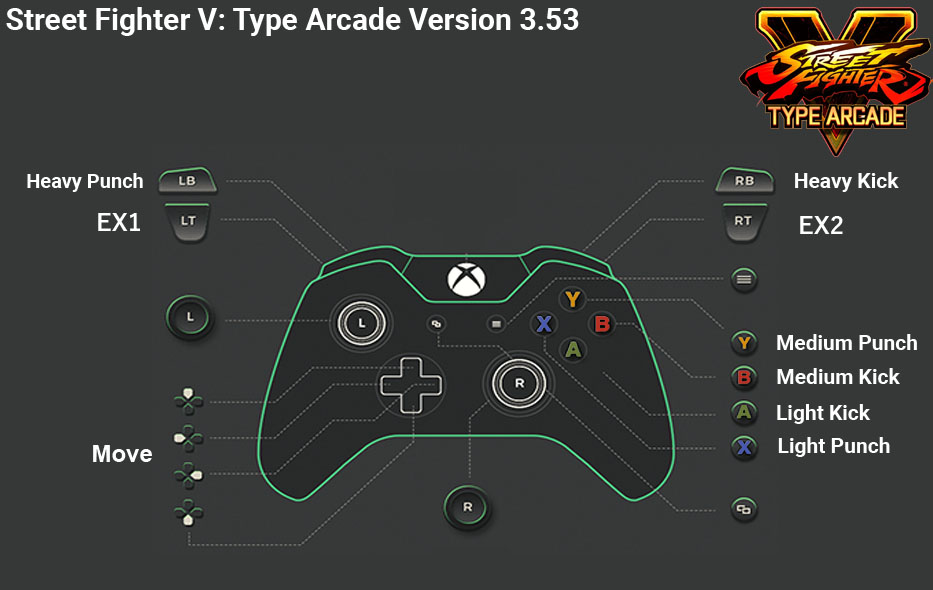 Street Fighter V: Type Arcade Version 3.53
V
STREET
FIGHTER
TYPE ARCADE
Heavy Punch LB
RB Heavy Kick
EX1 LT
RT EX2
L
L
Y
X
B
A
R
Y Medium Punch
B Medium Kick
A Light Kick
X Light Punch
Move
R